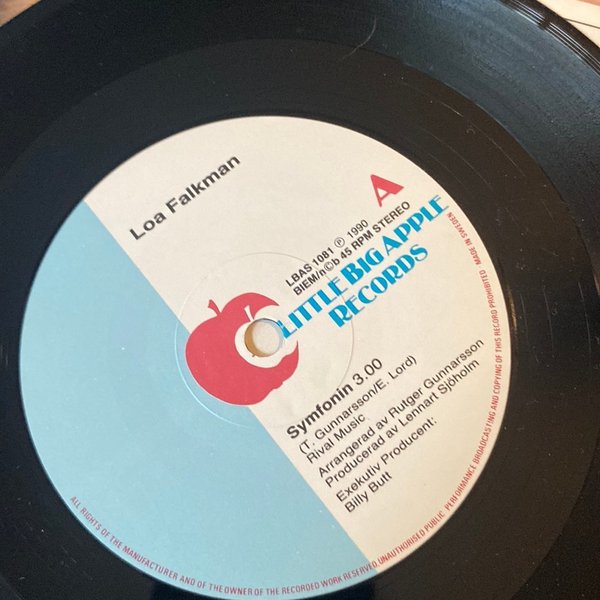 Loa Falkman
A
LBAS 1081 Ⓟ 1990
BIEM/n©b 45 RPM STEREO
LITTLE BIG APPLE
RECORDS
Symfonin 3.00
(T. Gunnarsson/E. Lord)
Rival Music
Arrangerad av Rutger Gunnarsson
Producerad av Lennart Sjöholm
Exekutiv Producent:
Billy Butt
ALL RIGHTS OF THE MANUFACTURER AND OF THE OWNER OF THE RECORDED WORK RESERVED. UNAUTHORISED PUBLIC PERFORMANCE BROADCASTING AND COPYING OF THIS RECORD PROHIBITED · MADE IN SWEDEN